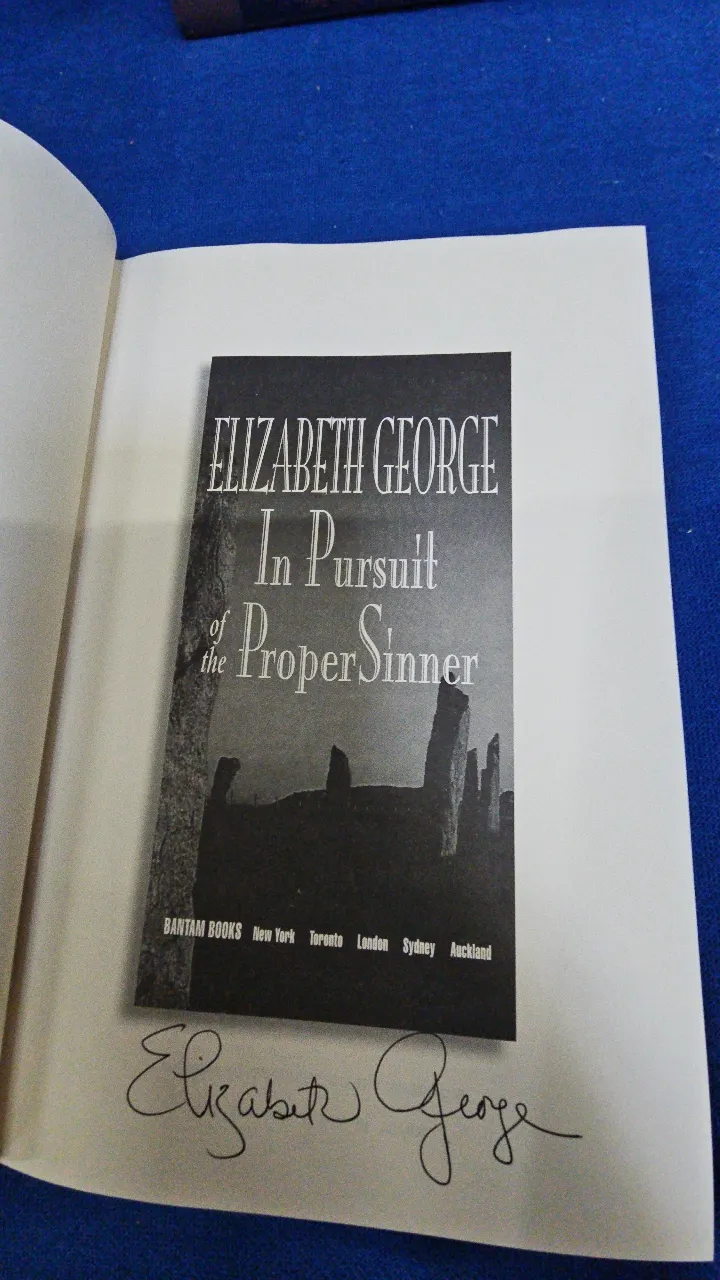 ELIZABETH GEORGE
In Pursuit
of the Proper Sinner
BANTAM BOOKS New York Toronto London Sydney Auckland
Elizabeth George